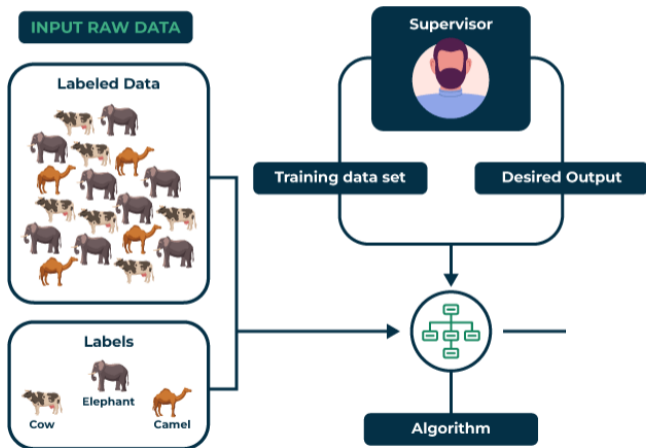 INPUT RAW DATA
Labeled Data
Labels
Elephant
Cow
Camel
Supervisor
Training data set
Desired Output
Algorithm